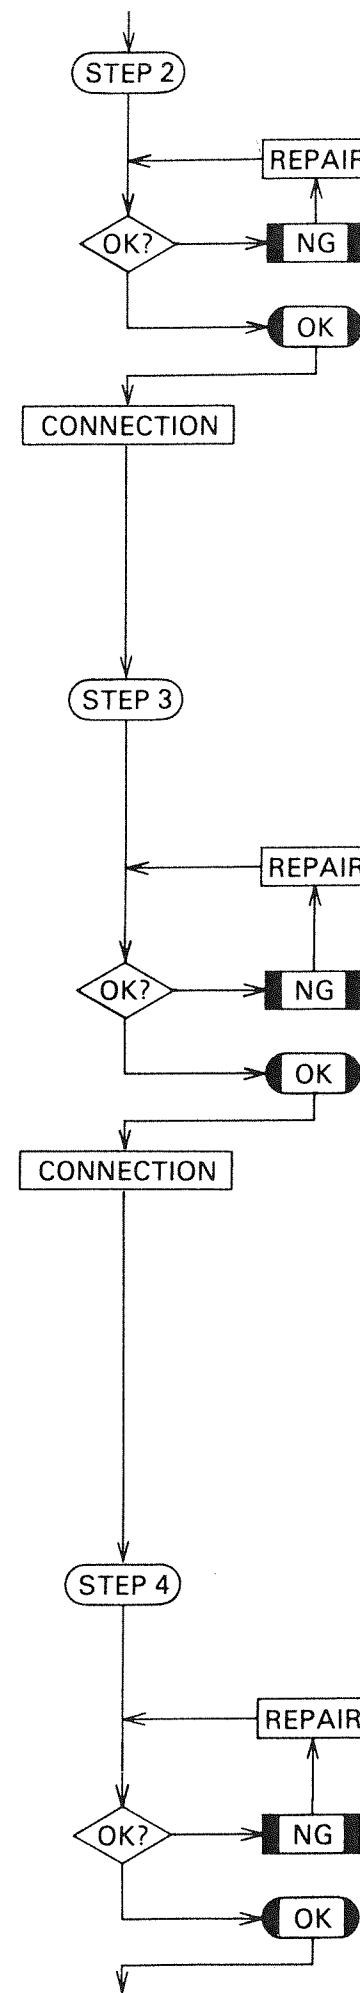 STEP 2
REPAIR
OK? NG
OK
CONNECTION
STEP 3
REPAIR
OK? NG
OK
CONNECTION
STEP 4
REPAIR
OK? NG
OK